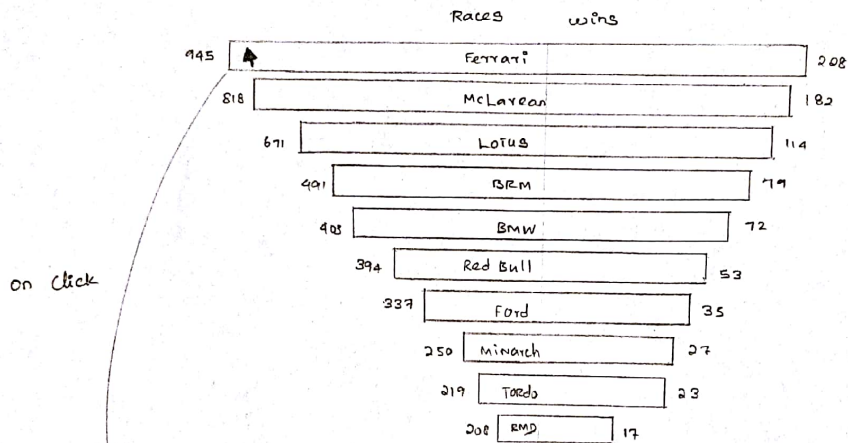 Races wins
945 Ferrari 208
818 McLarean 182
671 LOTUS 114
491 BRM 79
BMW 72
394 Red Bull 53
on Click
337 Ford 35
250 Minarch 27
219 TORdo 23
208 RMD 17